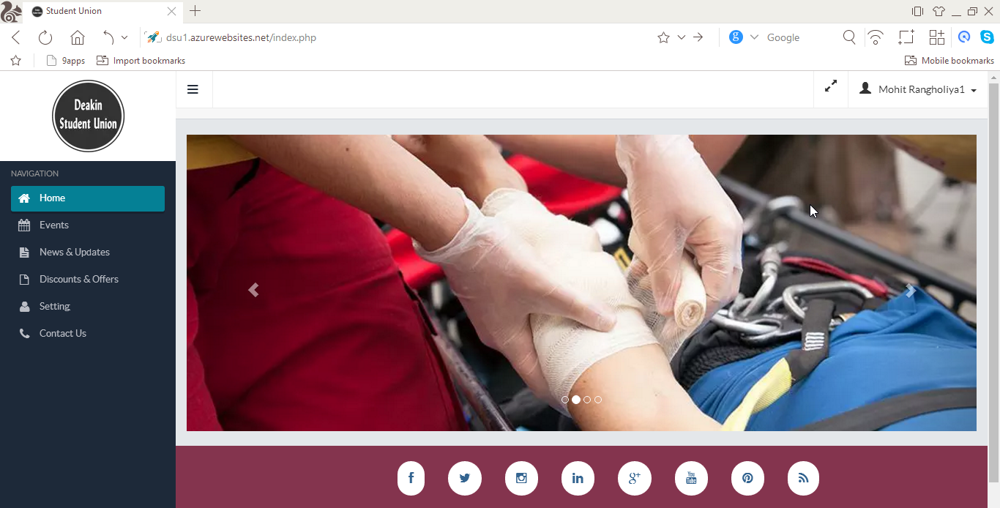 Student Union
dsu1.azurewebsites.net/index.php
Google
9apps
Import bookmarks
Mobile bookmarks
Deakin
Student Union
Mohit Rangholiya1
NAVIGATION
Home
Events
News & Updates
Discounts & Offers
Setting
Contact Us